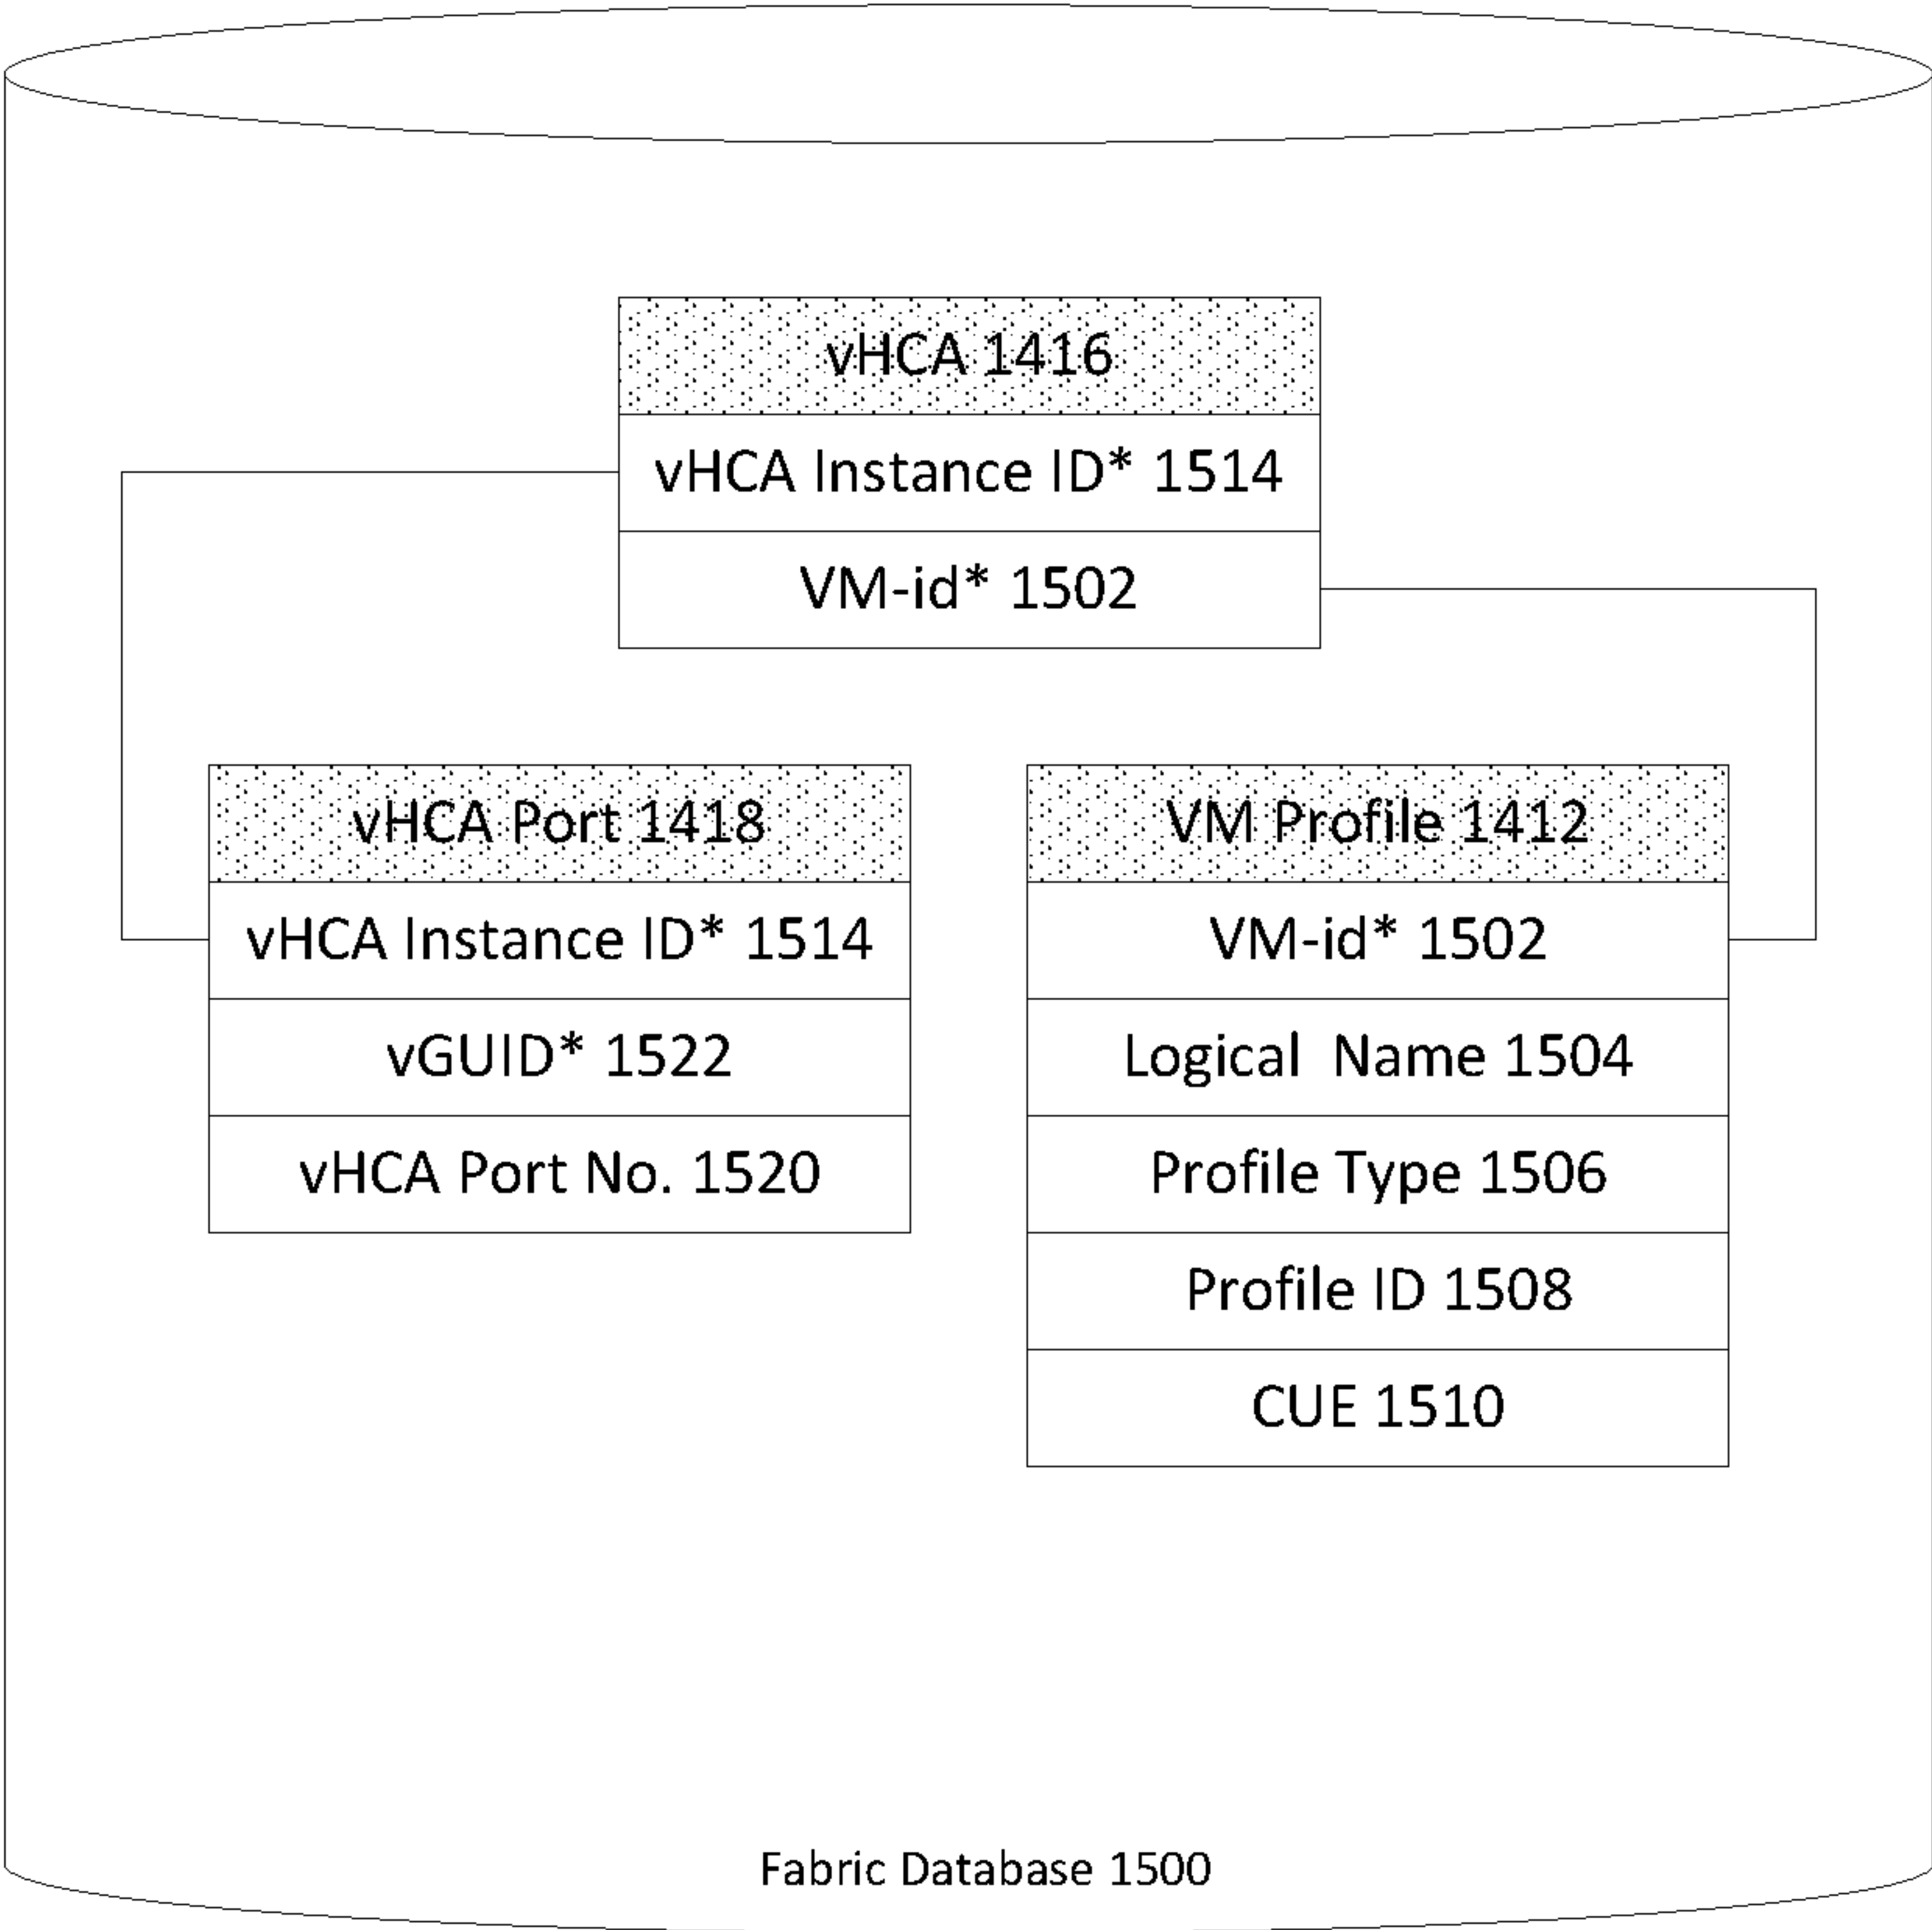 vHCA 1416
vHCA Instance ID* 1514
VM-id* 1502
vHCA Port 1418
vHCA Instance ID* 1514
vGUID* 1522
vHCA Port No. 1520
VM Profile 1412
VM-id* 1502
Logical Name 1504
Profile Type 1506
Profile ID 1508
CUE 1510
Fabric Database 1500